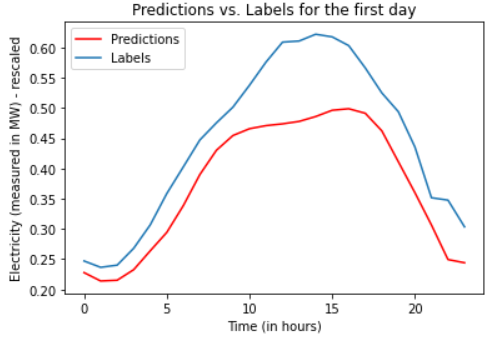 Predictions vs. Labels for the first day
Predictions
Labels
Electricity (measured in MW) - rescaled
0.60
0.55
0.50
0.45
0.40
0.35
0.30
0.25
0.20
0 5 10 15 20
Time (in hours)